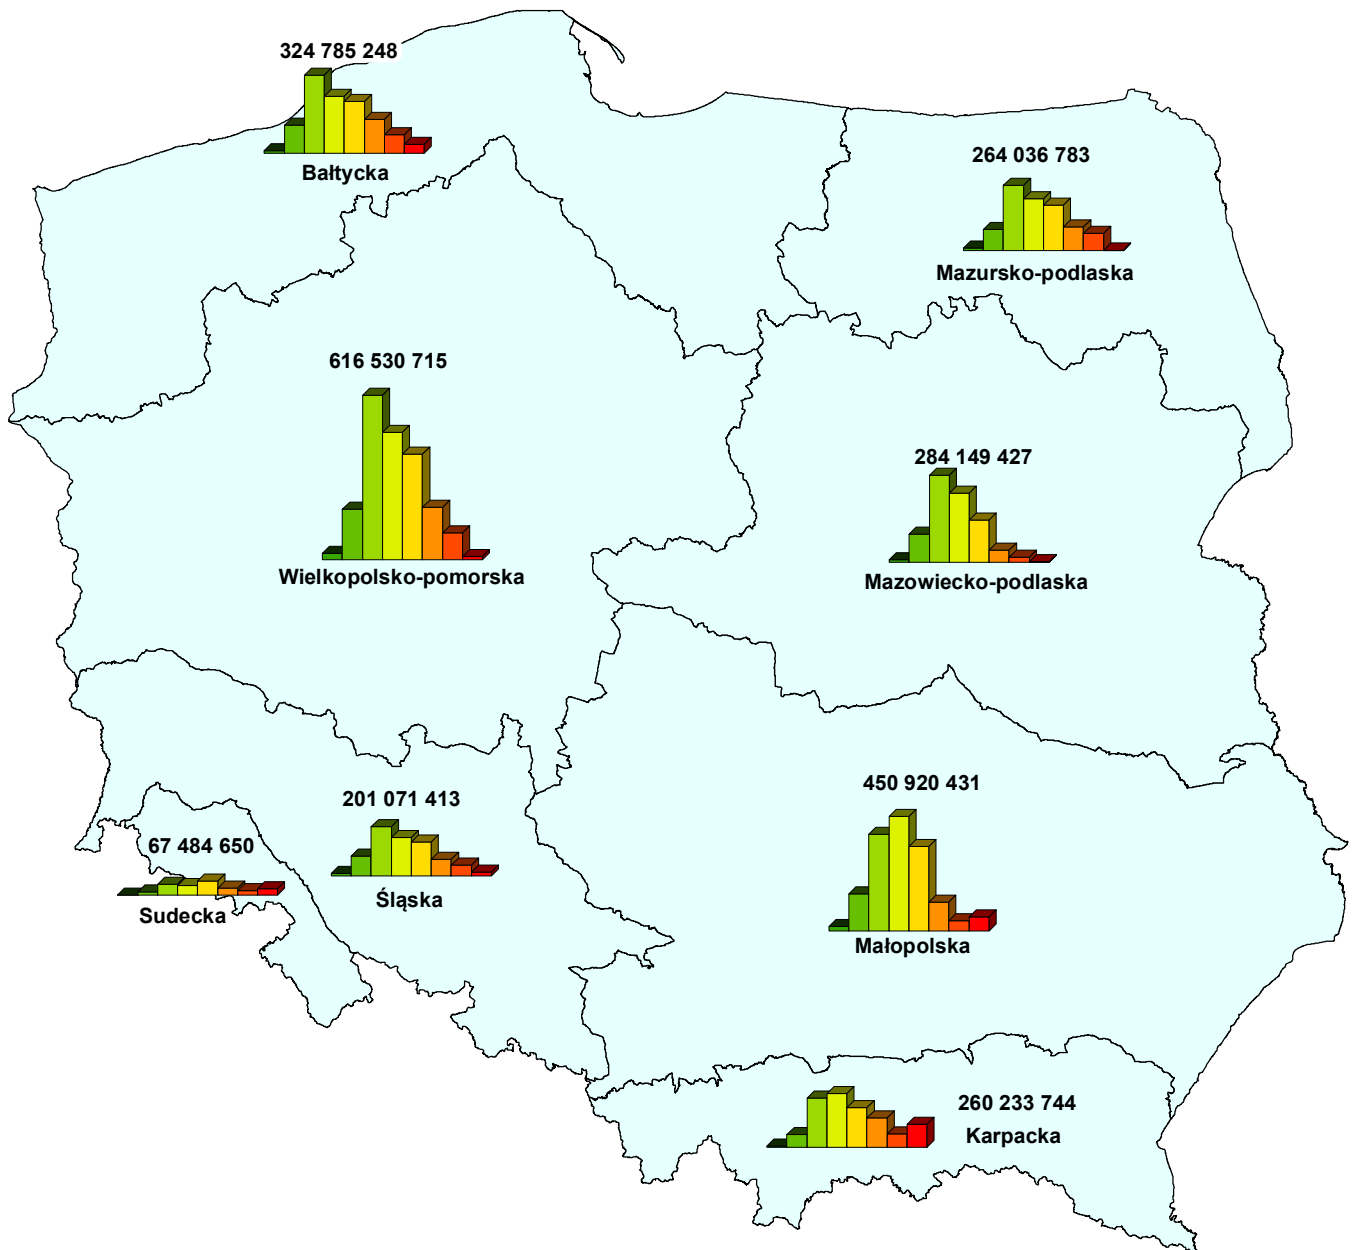 324 785 248
Bałtycka
264 036 783
Mazursko-podlaska
616 530 715
Wielkopolsko-pomorska
284 149 427
Mazowiecko-podlaska
201 071 413
Śląska
67 484 650
Sudecka
450 920 431
Małopolska
260 233 744
Karpacka